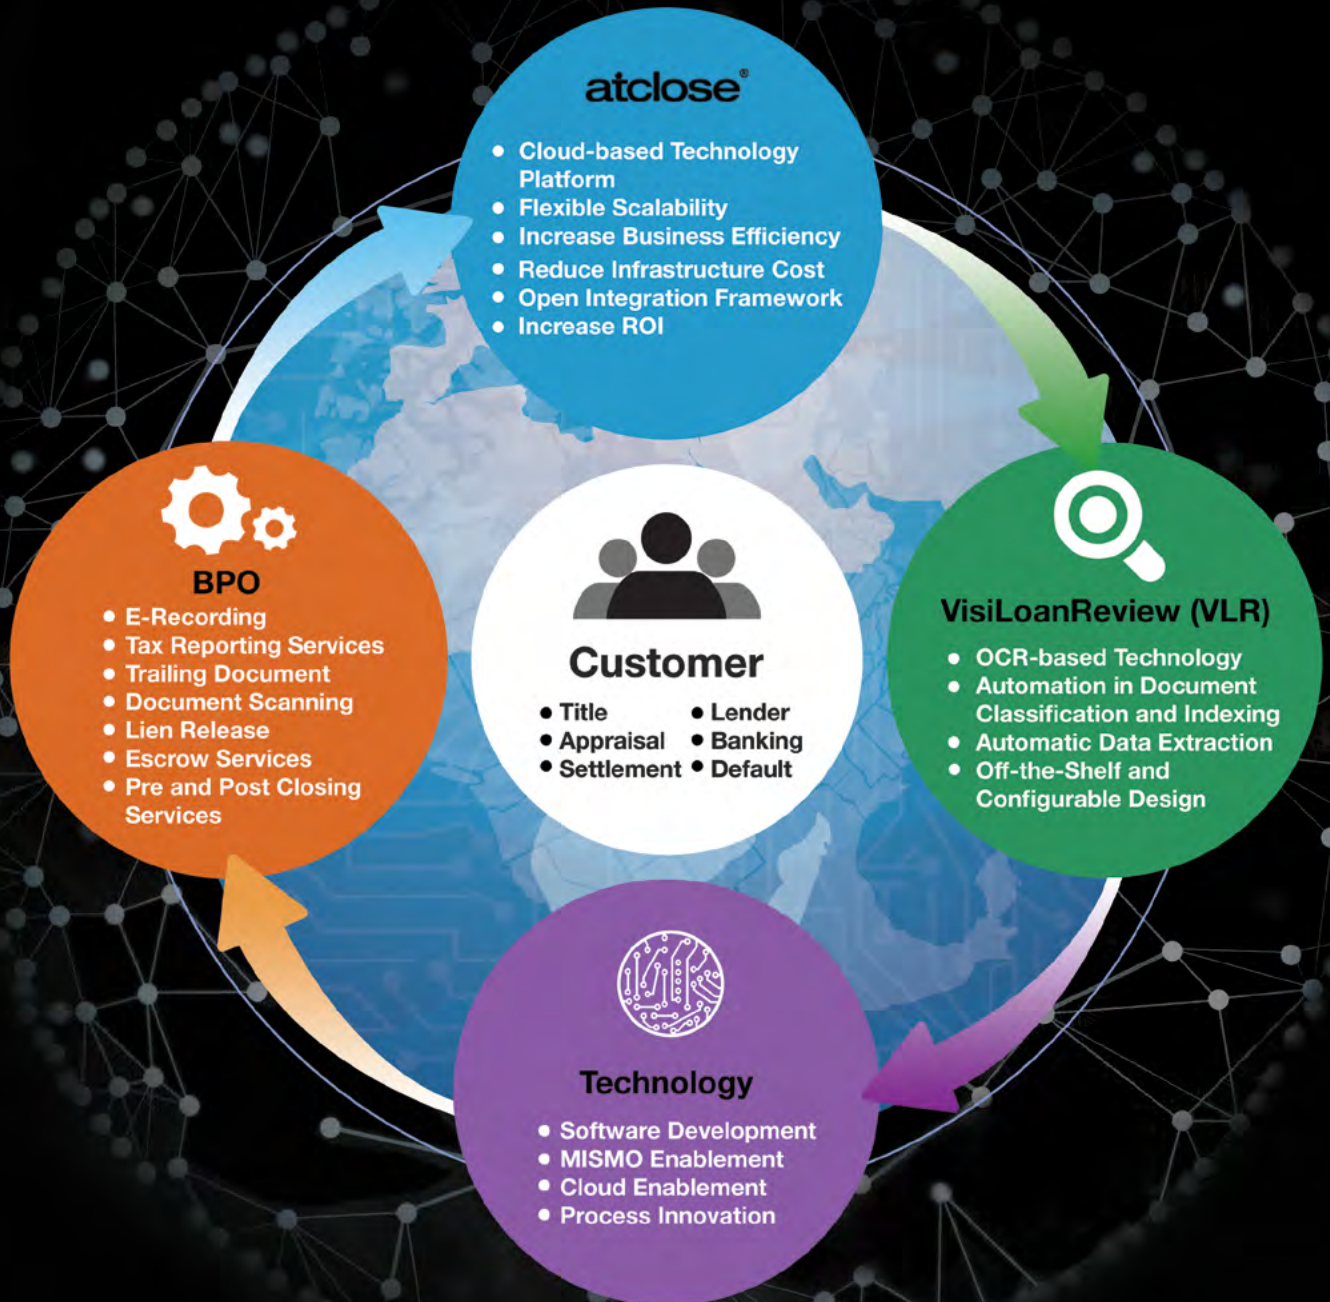 atclose®
Cloud-based Technology
Platform
Flexible Scalability
Increase Business Efficiency
Reduce Infrastructure Cost
Open Integration Framework
Increase ROI
BPO
E-Recording
Tax Reporting Services
Trailing Document
Document Scanning
Lien Release
Escrow Services
Pre and Post Closing
Services
Customer
Title
Appraisal
Settlement
Lender
Banking
Default
VisiLoanReview (VLR)
OCR-based Technology
Automation in Document
Classification and Indexing
Automatic Data Extraction
Off-the-Shelf and
Configurable Design
Technology
Software Development
MISMO Enablement
Cloud Enablement
Process Innovation